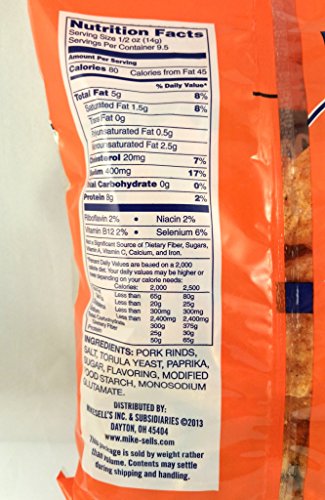 Nutrition Facts
Serving Size 1/2 oz (14g)
Servings Per Container 9.5
Amount Per Serving
Calories 80 Calories from Fat 45
% Daily Value*
Total Fat 5g 8%
Saturated Fat 1.5g 8%
Trans Fat 0g
unsaturated Fat 0.5g
unsaturated Fat 2.5g
olesterol 20mg 7%
dium 400mg 17%
tal Carbohydrate 0g 0%
Protein 8g 2%
Riboflavin 2% • Niacin 2%
Vitamin B12 2% • Selenium 6%
Not a Significant Source of Dietary Fiber, Sugars,
Vitamin A, Vitamin C, Calcium, and Iron.
*Percent Daily Values are based on a 2,000
calorie diet. Your daily values may be higher or
lower depending on your calorie needs:
Calories: 2,000 2,500
Less than 65g 80g
Less than 20g 25g
Less than 300mg 300mg
Less than 2,400mg 2,400mg
Carbohydrate 300g 375g
Fiber 25g 30g
Protein 50g 65g
INGREDIENTS: PORK RINDS,
SALT, TORULA YEAST, PAPRIKA,
SUGAR, FLAVORING, MODIFIED
FOOD STARCH, MONOSODIUM
GLUTAMATE.
DISTRIBUTED BY:
MIKESELL'S INC. & SUBSIDIARIES ©2013
DAYTON, OH 45404
www.mike-sells.com
This package is sold by weight rather
than volume. Contents may settle
during shipping and handling.